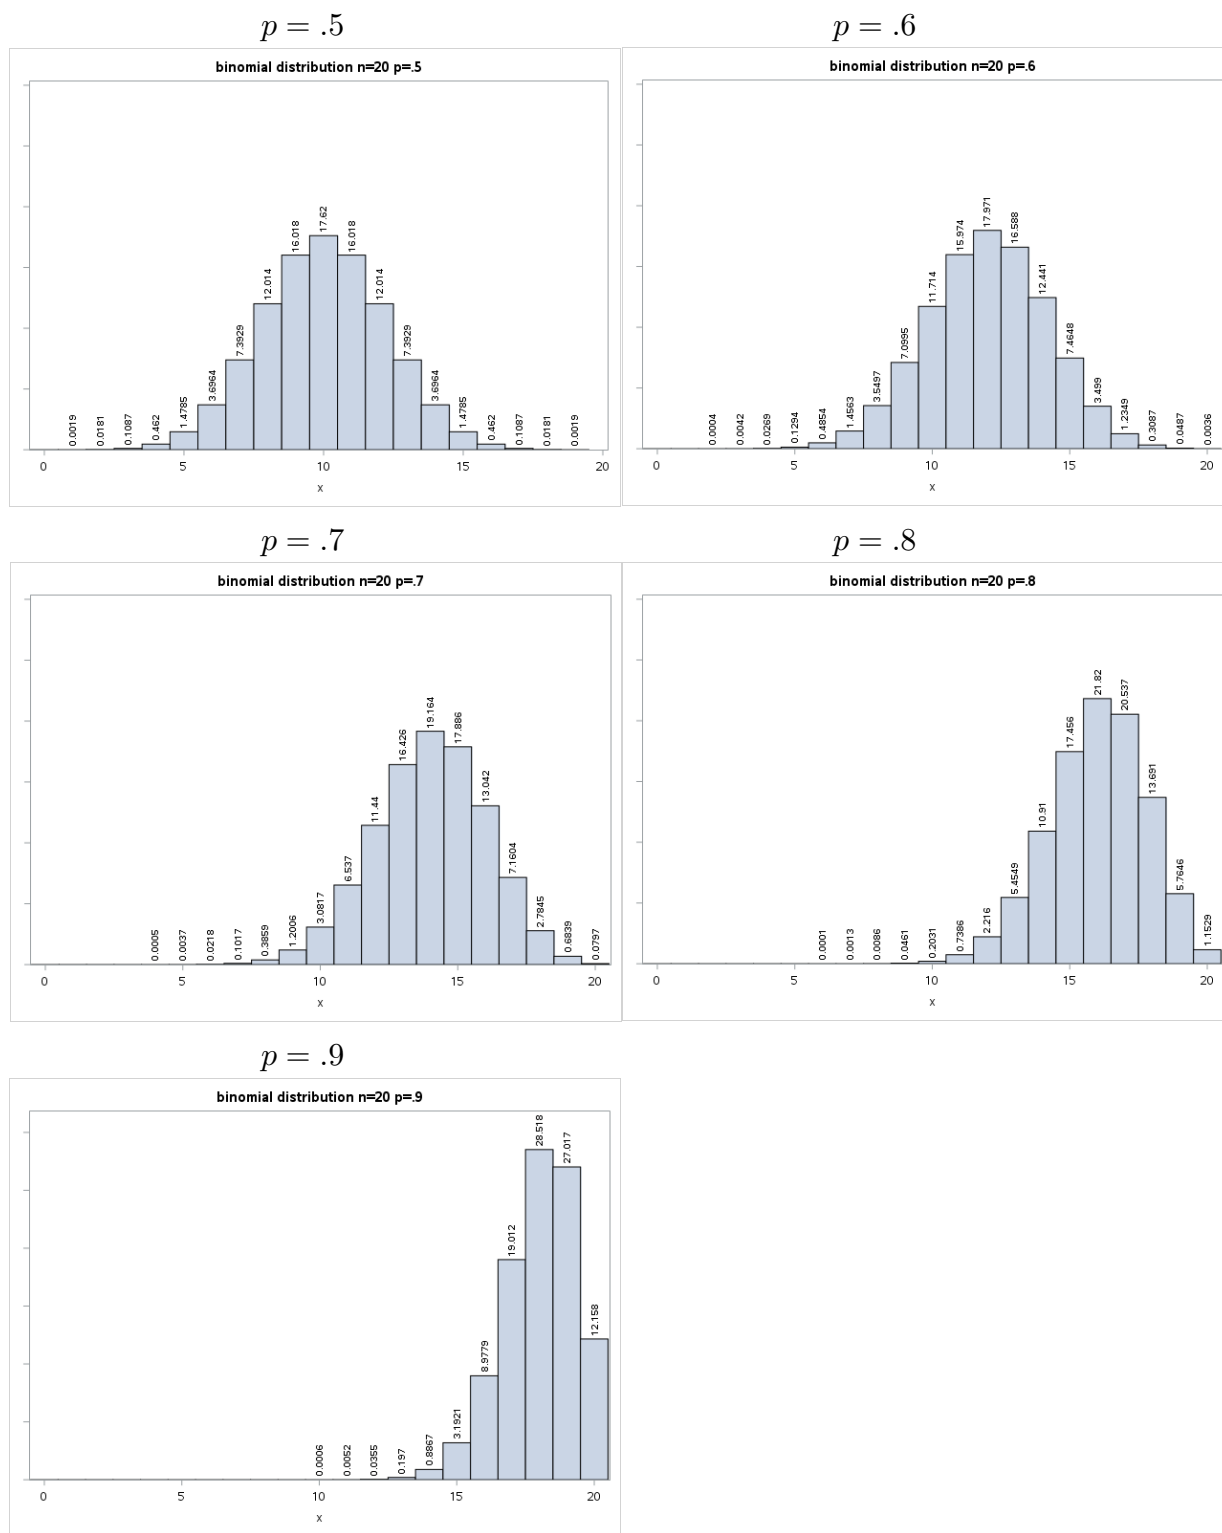 p = .5
p = .6
binomial distribution n=20 p=.5
0.0019 0.0181 0.1087 0.462 1.4785 3.6964 7.3929 12.014 16.018 17.62 16.018 12.014 7.3929 3.6964 1.4785 0.462 0.1087 0.0181 0.0019
0 5 10 15 20
x
binomial distribution n=20 p=.6
0.0004 0.0042 0.0269 0.1294 0.4854 1.4563 3.5497 7.0995 11.714 15.974 17.971 16.588 12.441 7.4648 3.499 1.2349 0.3087 0.0487 0.0036
0 5 10 15 20
x
p = .7
p = .8
binomial distribution n=20 p=.7
0.0005 0.0037 0.0218 0.1017 0.3859 1.2006 3.0817 6.537 11.44 16.426 19.164 17.886 13.042 7.1604 2.7845 0.6839 0.0797
0 5 10 15 20
x
binomial distribution n=20 p=.8
0.0001 0.0013 0.0086 0.0461 0.2031 0.7386 2.216 5.4549 10.91 17.456 21.82 20.537 13.691 5.7646 1.1529
0 5 10 15 20
x
p = .9
binomial distribution n=20 p=.9
0.0006 0.0052 0.0355 0.197 0.8867 3.1921 8.9779 19.012 28.518 27.017 12.158
0 5 10 15 20
x